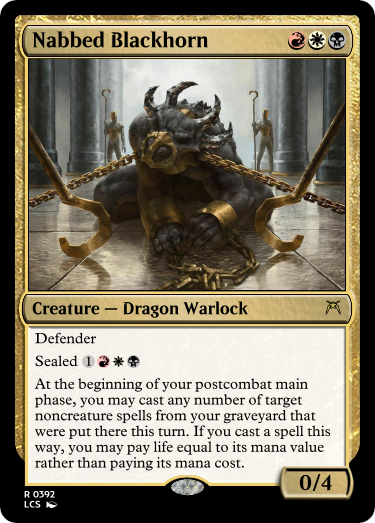 Nabbed Blackhorn
Creature — Dragon Warlock
Defender
Sealed 1
At the beginning of your postcombat main
phase, you may cast any number of target
noncreature spells from your graveyard that
were put there this turn. If you cast a spell this
way, you may pay life equal to its mana value
rather than paying its mana cost.
0/4
R 0392
LCS